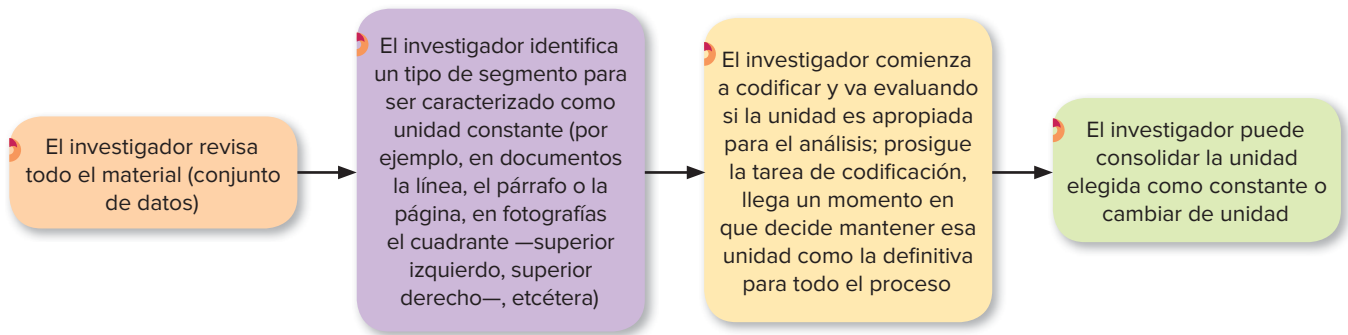 El investigador revisa
todo el material (conjunto
de datos)
El investigador identifica
un tipo de segmento para
ser caracterizado como
unidad constante (por
ejemplo, en documentos
la línea, el párrafo o la
página, en fotografías
el cuadrante —superior
izquierdo, superior
derecho—, etcétera)
El investigador comienza
a codificar y va evaluando
si la unidad es apropiada
para el análisis; prosigue
la tarea de codificación,
llega un momento en
que decide mantener esa
unidad como la definitiva
para todo el proceso
El investigador puede
consolidar la unidad
elegida como constante o
cambiar de unidad